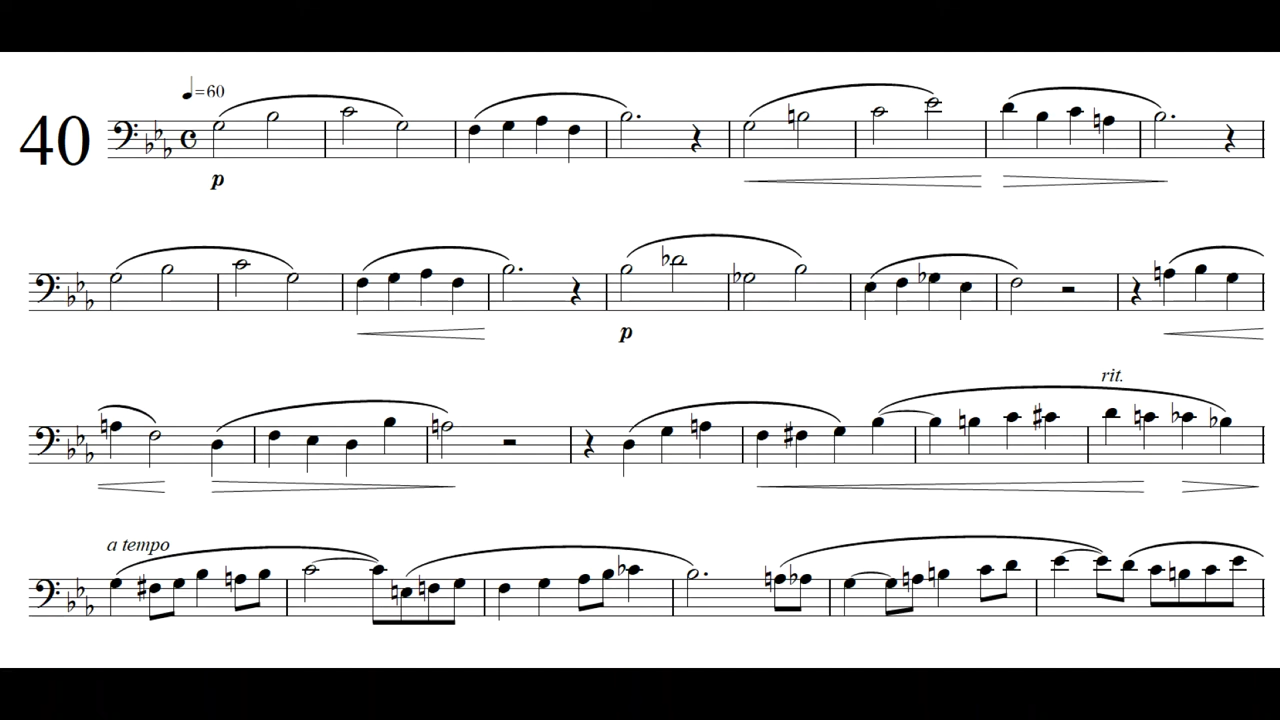 ♩=60
40
p
p
rit.
a tempo